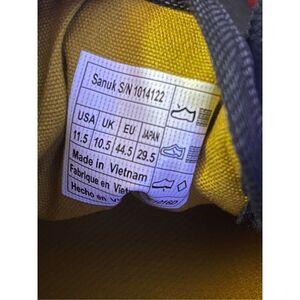 Sanuk S/N 1014122
USA UK EU JAPAN
11.5 10.5 44.5 29.5
Made in Vietnam
Fabriqué en
Hecho en